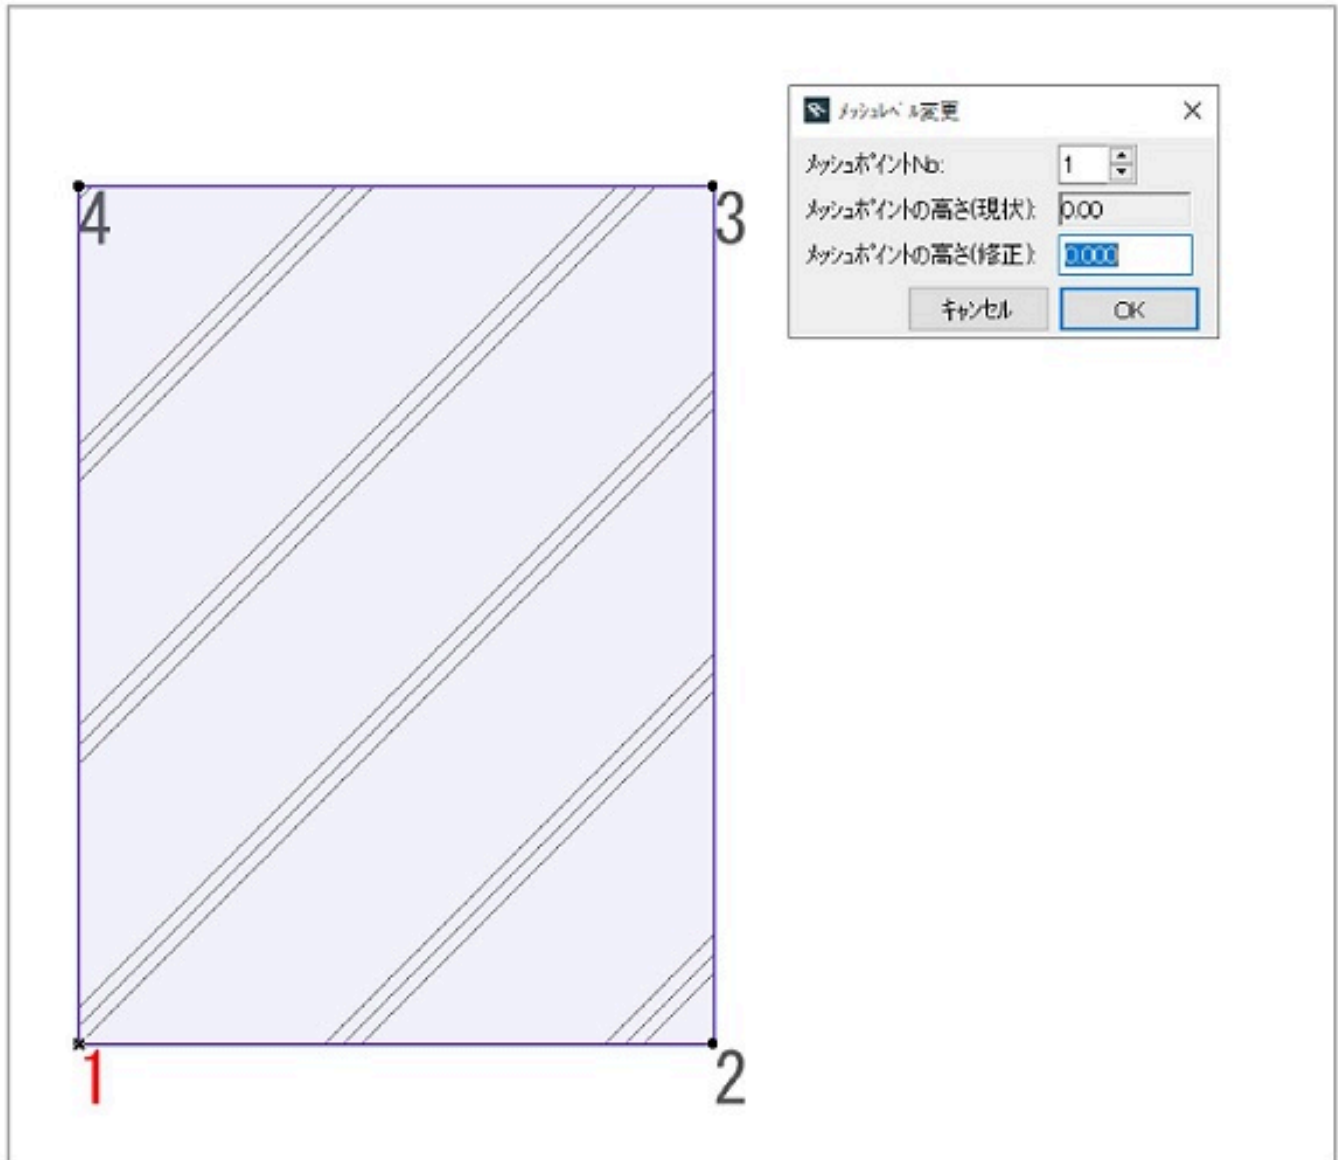 メッシュレベル変更
メッシュポイントNo: 1
メッシュポイントの高さ(現状): 0.00
メッシュポイントの高さ(修正): 0.000
キャンセル OK
4 3
1 2